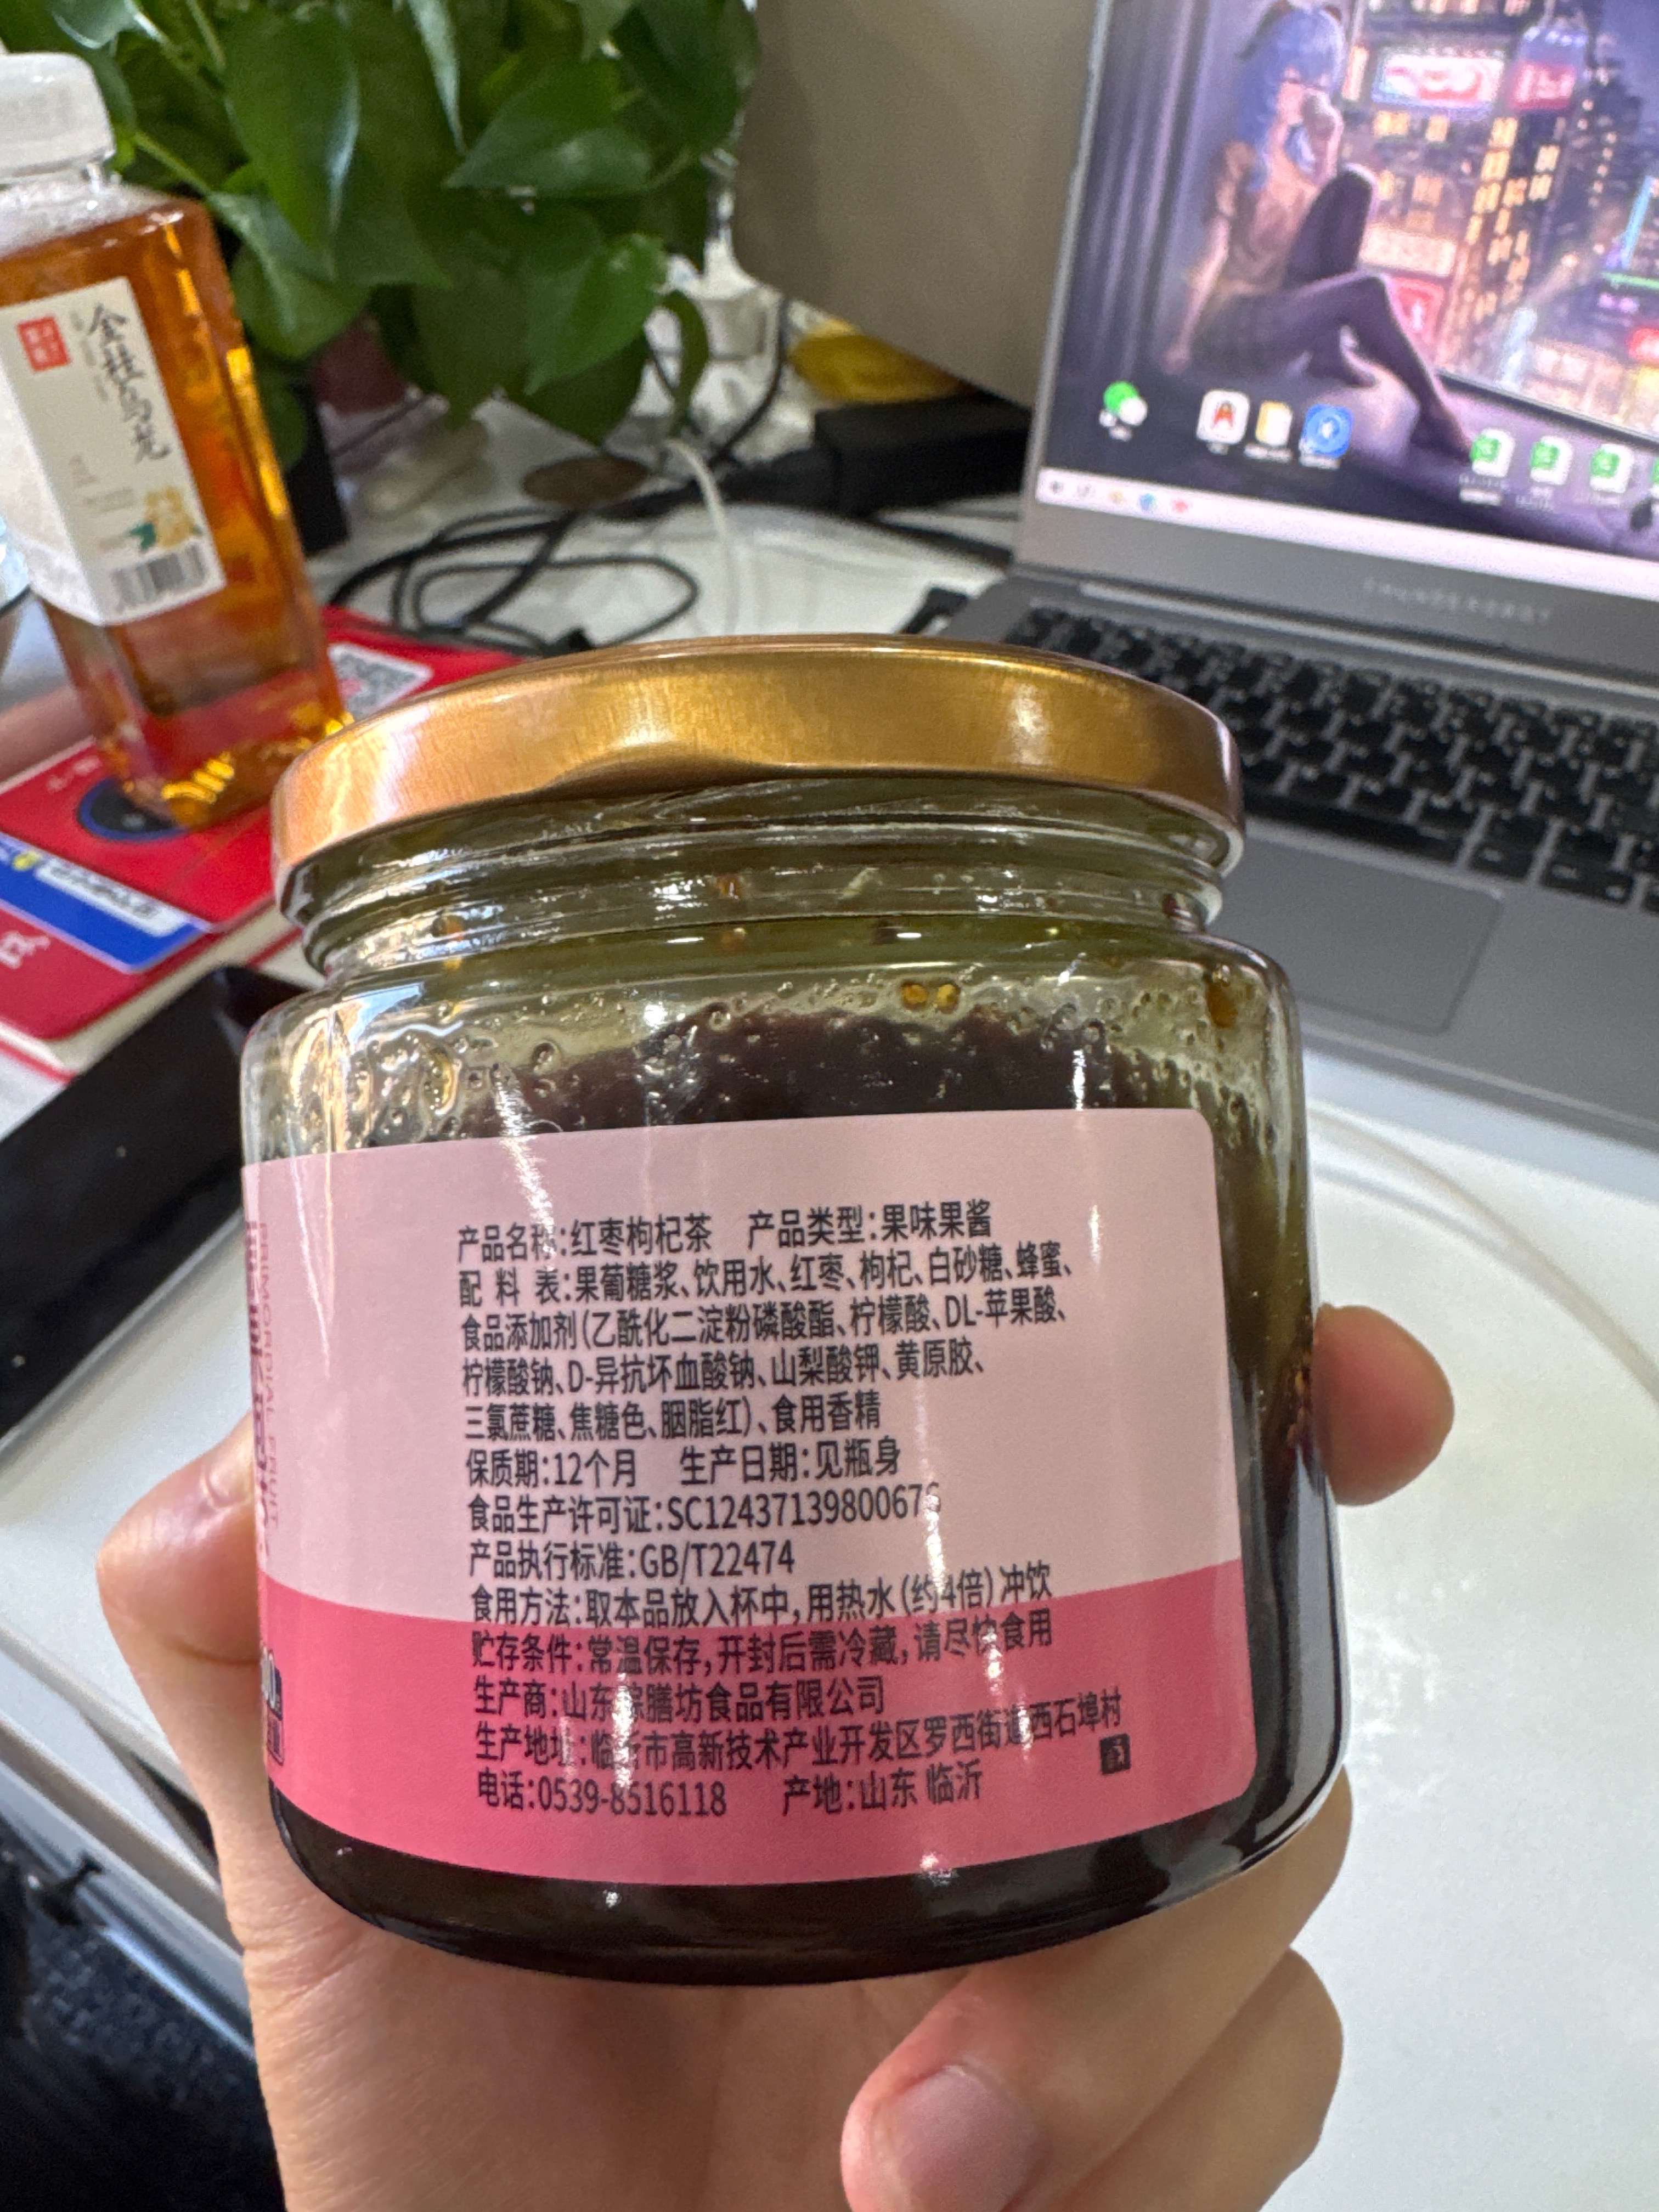 金桂乌龙
产品名称:红枣枸杞茶 产品类型:果味果酱
配 料 表:果葡糖浆、饮用水、红枣、枸杞、白砂糖、蜂蜜、
食品添加剂(乙酰化二淀粉磷酸酯、柠檬酸、DL-苹果酸、
柠檬酸钠、D-异抗坏血酸钠、山梨酸钾、黄原胶、
三氯蔗糖、焦糖色、胭脂红)、食用香精
保质期:12个月 生产日期:见瓶身
食品生产许可证:SC12437139800676
产品执行标准:GB/T22474
食用方法:取本品放入杯中,用热水(约4倍)冲饮
贮存条件:常温保存,开封后需冷藏,请尽快食用
生产商:山东 膳坊食品有限公司
生产地址:临沂市高新技术产业开发区罗西街道西石埠村
电话:0539-8516118 产地:山东 临沂
PRIMORDIAL FRUIT